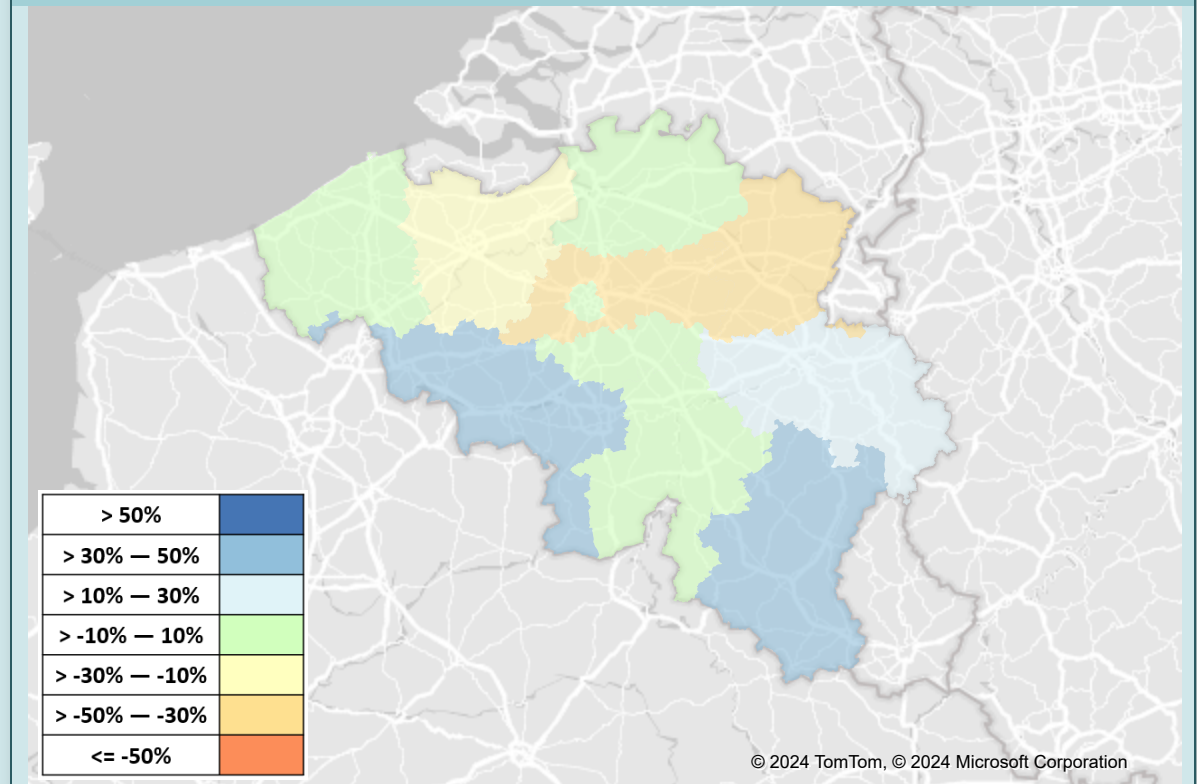 > 50%
> 30% — 50%
> 10% — 30%
> -10% — 10%
> -30% — -10%
> -50% — -30%
<= -50%
© 2024 TomTom, © 2024 Microsoft Corporation